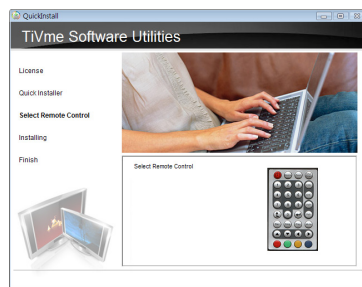 QuickInstall
TiVme Software Utilities
License
Quick Installer
Select Remote Control
Installing
Finish
Select Remote Control